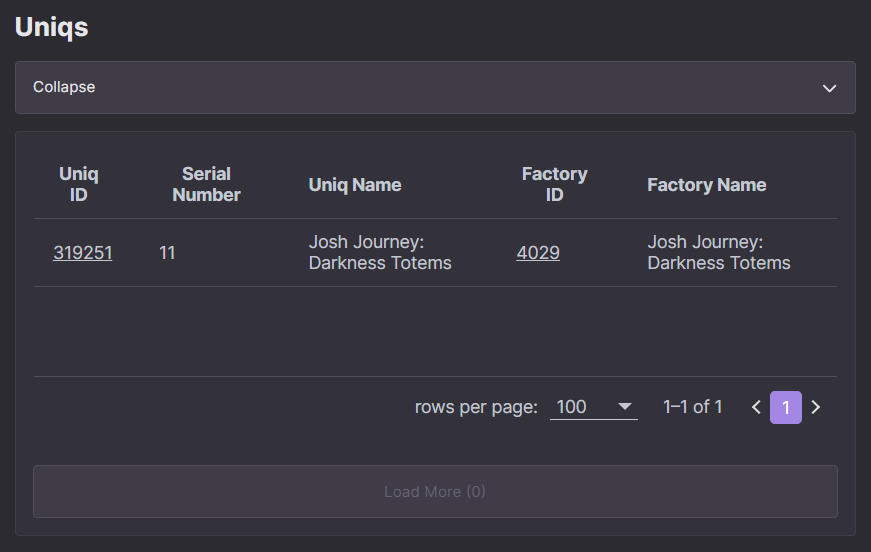 Uniqs
Collapse
Uniq ID
Serial Number
Uniq Name
Factory ID
Factory Name
319251
11
Josh Journey:
Darkness Totems
4029
Josh Journey:
Darkness Totems
rows per page: 100 1–1 of 1 1
Load More (0)